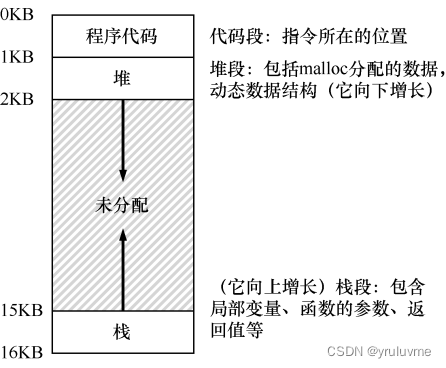 0KB
程序代码
代码段：指令所在的位置
1KB
堆
堆段：包括malloc分配的数据，
动态数据结构（它向下增长）
2KB
未分配
（它向上增长）栈段：包含
局部变量、函数的参数、返
回值等
15KB
栈
16KB
CSDN @yruluvme